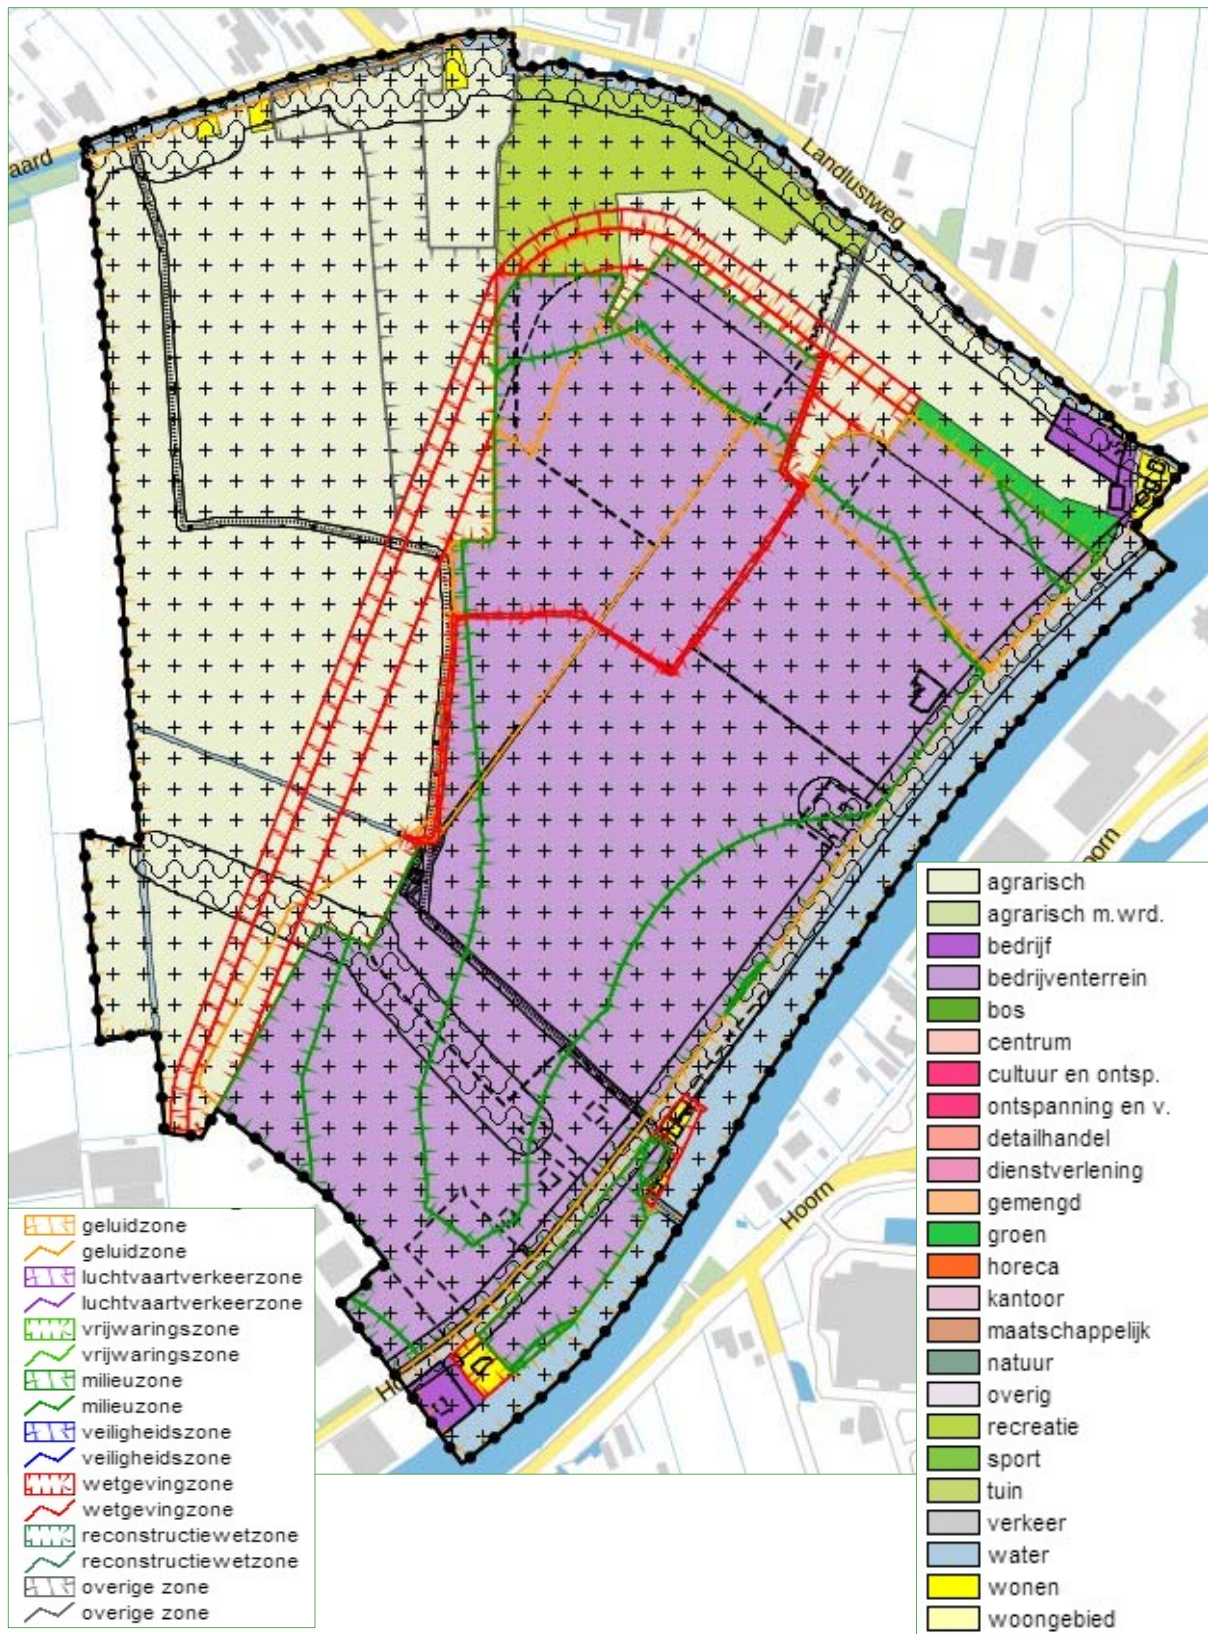 Landlustweg
aard
oorn
Hoorn
Ho
agrarisch
agrarisch m.wrd.
bedrijf
bedrijventerrein
bos
centrum
cultuur en ontsp.
ontspanning en v.
detailhandel
dienstverlening
gemengd
groen
horeca
kantoor
maatschappelijk
natuur
overig
recreatie
sport
tuin
verkeer
water
wonen
woongebied
geluidzone
geluidzone
luchtvaartverkeerzone
luchtvaartverkeerzone
vrijwaringszone
vrijwaringszone
milieuzone
milieuzone
veiligheidszone
veiligheidszone
wetgevingzone
wetgevingzone
reconstructiewetzone
reconstructiewetzone
overige zone
overige zone